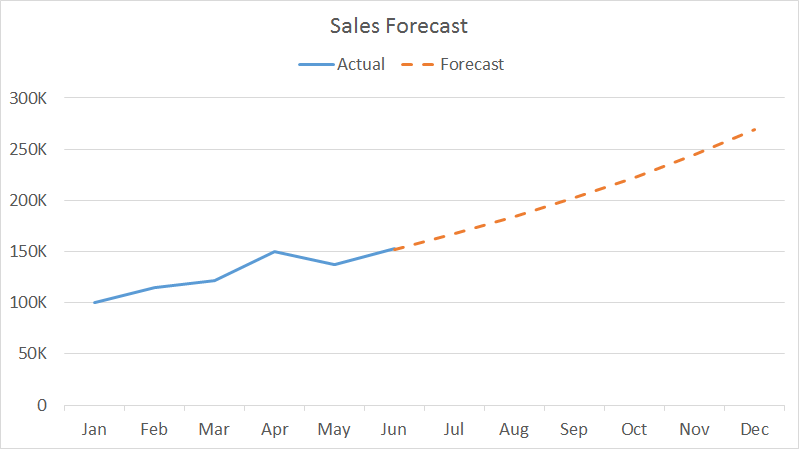 Sales Forecast
Actual Forecast
300K
250K
200K
150K
100K
50K
0
Jan Feb Mar Apr May Jun Jul Aug Sep Oct Nov Dec